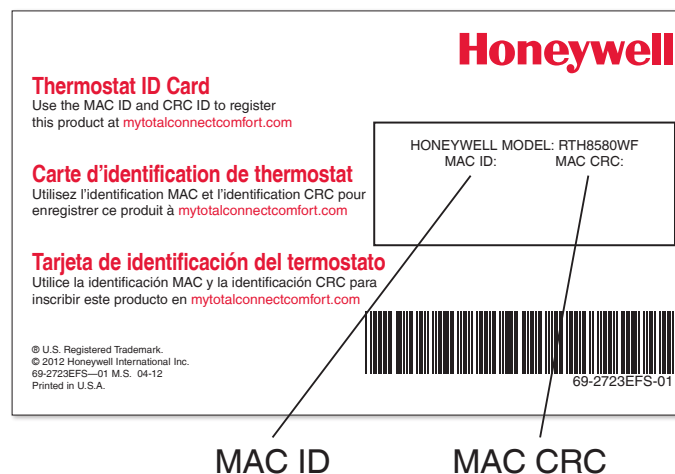 Honeywell
Thermostat ID Card
Use the MAC ID and CRC ID to register
this product at mytotalconnectcomfort.com
HONEYWELL MODEL: RTH8580WF
MAC ID: MAC CRC:
Carte d'identification de thermostat
Utilisez l'identification MAC et l'identification CRC pour
enregistrer ce produit à mytotalconnectcomfort.com
Tarjeta de identificación del termostato
Utilice la identificación MAC y la identificación CRC para
inscribir este producto en mytotalconnectcomfort.com
® U.S. Registered Trademark.
© 2012 Honeywell International Inc.
69-2723EFS—01 M.S. 04-12
Printed in U.S.A.
69-2723EFS-01
MAC ID MAC CRC